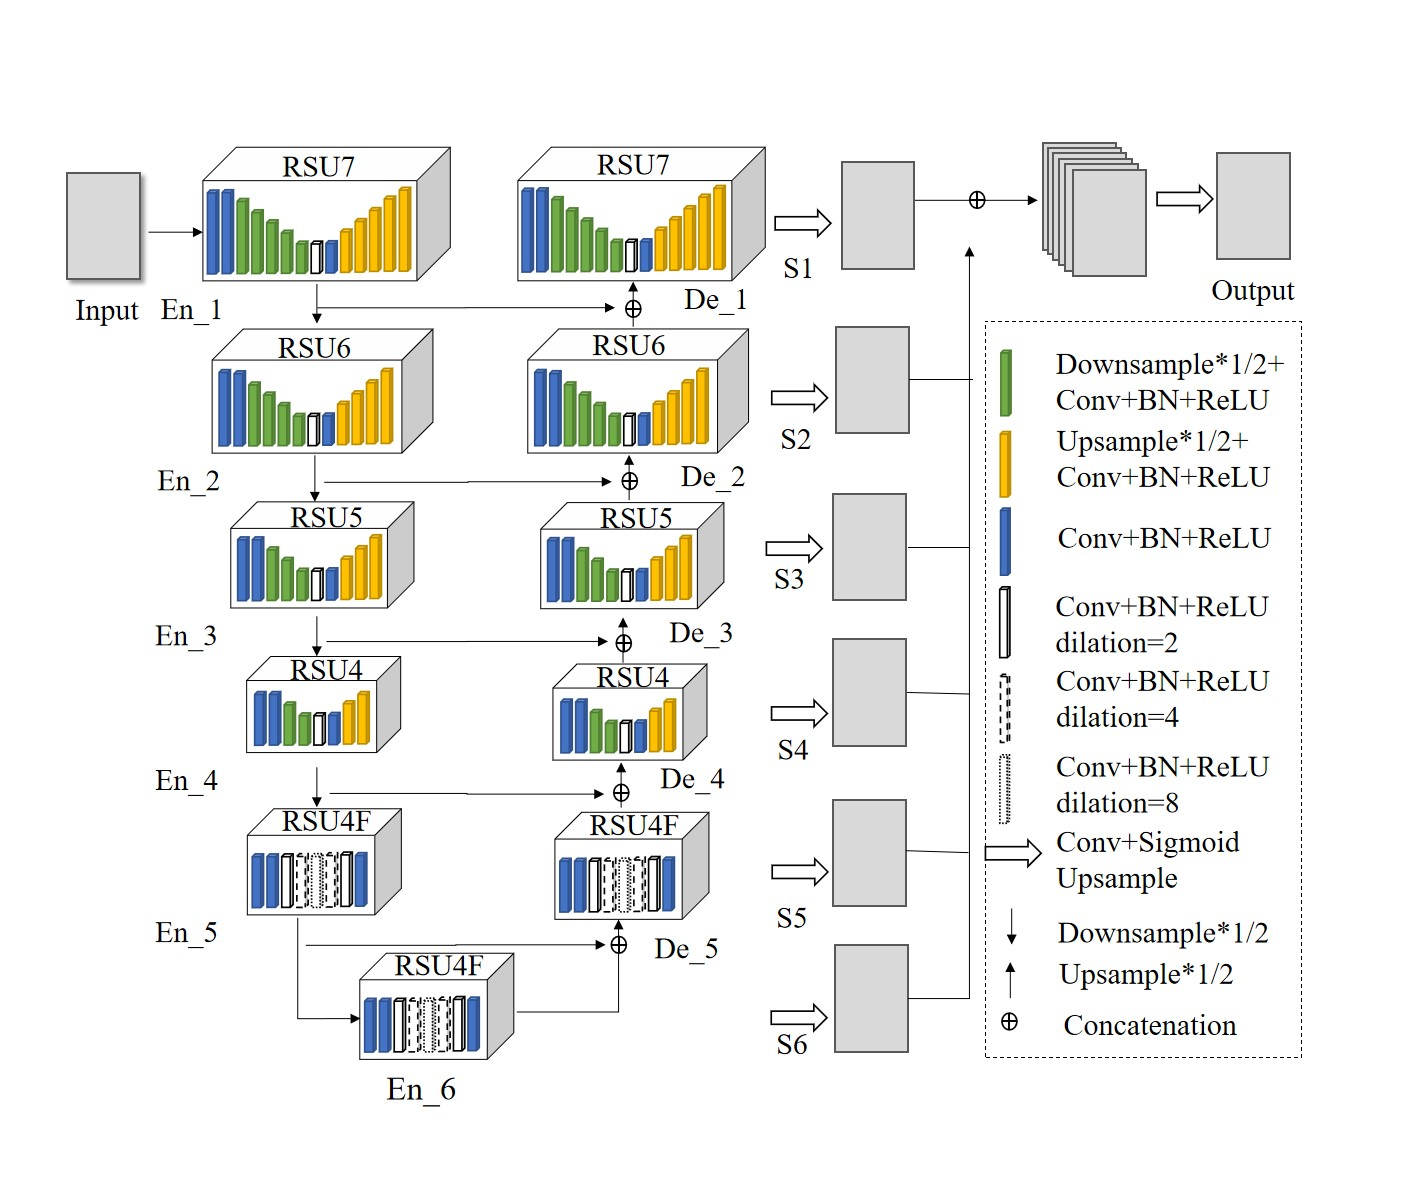 RSU7
RSU7
S1
Input
En_1
De_1
Output
RSU6
RSU6
S2
En_2
De_2
RSU5
RSU5
S3
En_3
De_3
RSU4
RSU4
S4
En_4
De_4
RSU4F
RSU4F
S5
En_5
De_5
RSU4F
S6
En_6
Downsample*1/2+
Conv+BN+ReLU
Upsample*1/2+
Conv+BN+ReLU
Conv+BN+ReLU
Conv+BN+ReLU
dilation=2
Conv+BN+ReLU
dilation=4
Conv+BN+ReLU
dilation=8
Conv+Sigmoid
Upsample
Downsample*1/2
Upsample*1/2
Concatenation